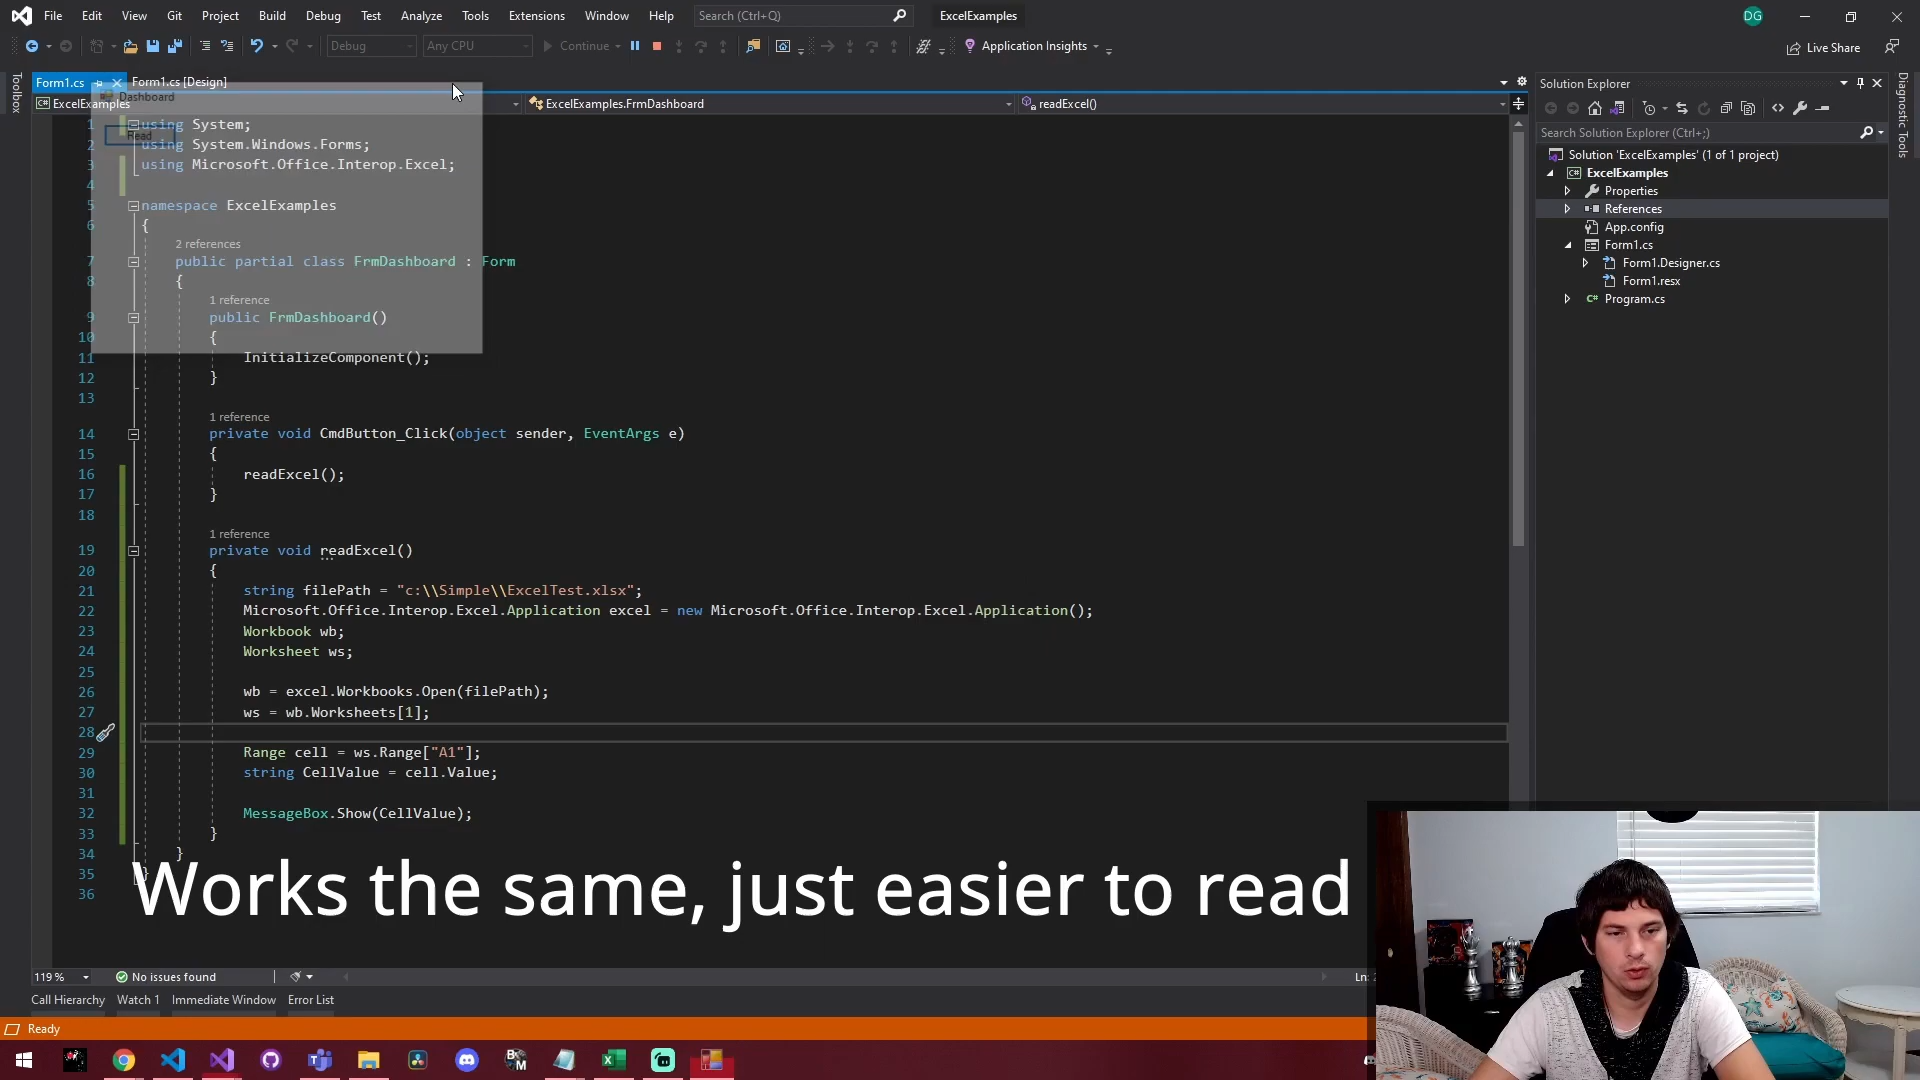 File Edit View Git Project Build Debug Test Analyze Tools Extensions Window Help Search (Ctrl+Q) ExcelExamples DG
Debug Any CPU Continue Application Insights Live Share
Toolbox
Form1.cs Form1.cs [Design]
Dashboard
Read
ExcelExamples ExcelExamples.FrmDashboard readExcel()
1 using System;
2 using System.Windows.Forms;
3 using Microsoft.Office.Interop.Excel;
4
5 namespace ExcelExamples
6 {
2 references
7 public partial class FrmDashboard : Form
8 {
1 reference
9 public FrmDashboard()
10 {
11 InitializeComponent();
12 }
13
1 reference
14 private void CmdButton_Click(object sender, EventArgs e)
15 {
16 readExcel();
17 }
18
1 reference
19 private void readExcel()
20 {
21 string filePath = "c:\\Simple\\ExcelTest.xlsx";
22 Microsoft.Office.Interop.Excel.Application excel = new Microsoft.Office.Interop.Excel.Application();
23 Workbook wb;
24 Worksheet ws;
25
26 wb = excel.Workbooks.Open(filePath);
27 ws = wb.Worksheets[1];
28
29 Range cell = ws.Range["A1"];
30 string CellValue = cell.Value;
31
32 MessageBox.Show(CellValue);
33 }
34 }
35 }
36
Works the same, just easier to read
119 % No issues found Ln:
Call Hierarchy Watch 1 Immediate Window Error List
Ready
Solution Explorer
Search Solution Explorer (Ctrl+;)
Solution 'ExcelExamples' (1 of 1 project)
ExcelExamples
Properties
References
App.config
Form1.cs
Form1.Designer.cs
Form1.resx
Program.cs
Diagnostic Tools